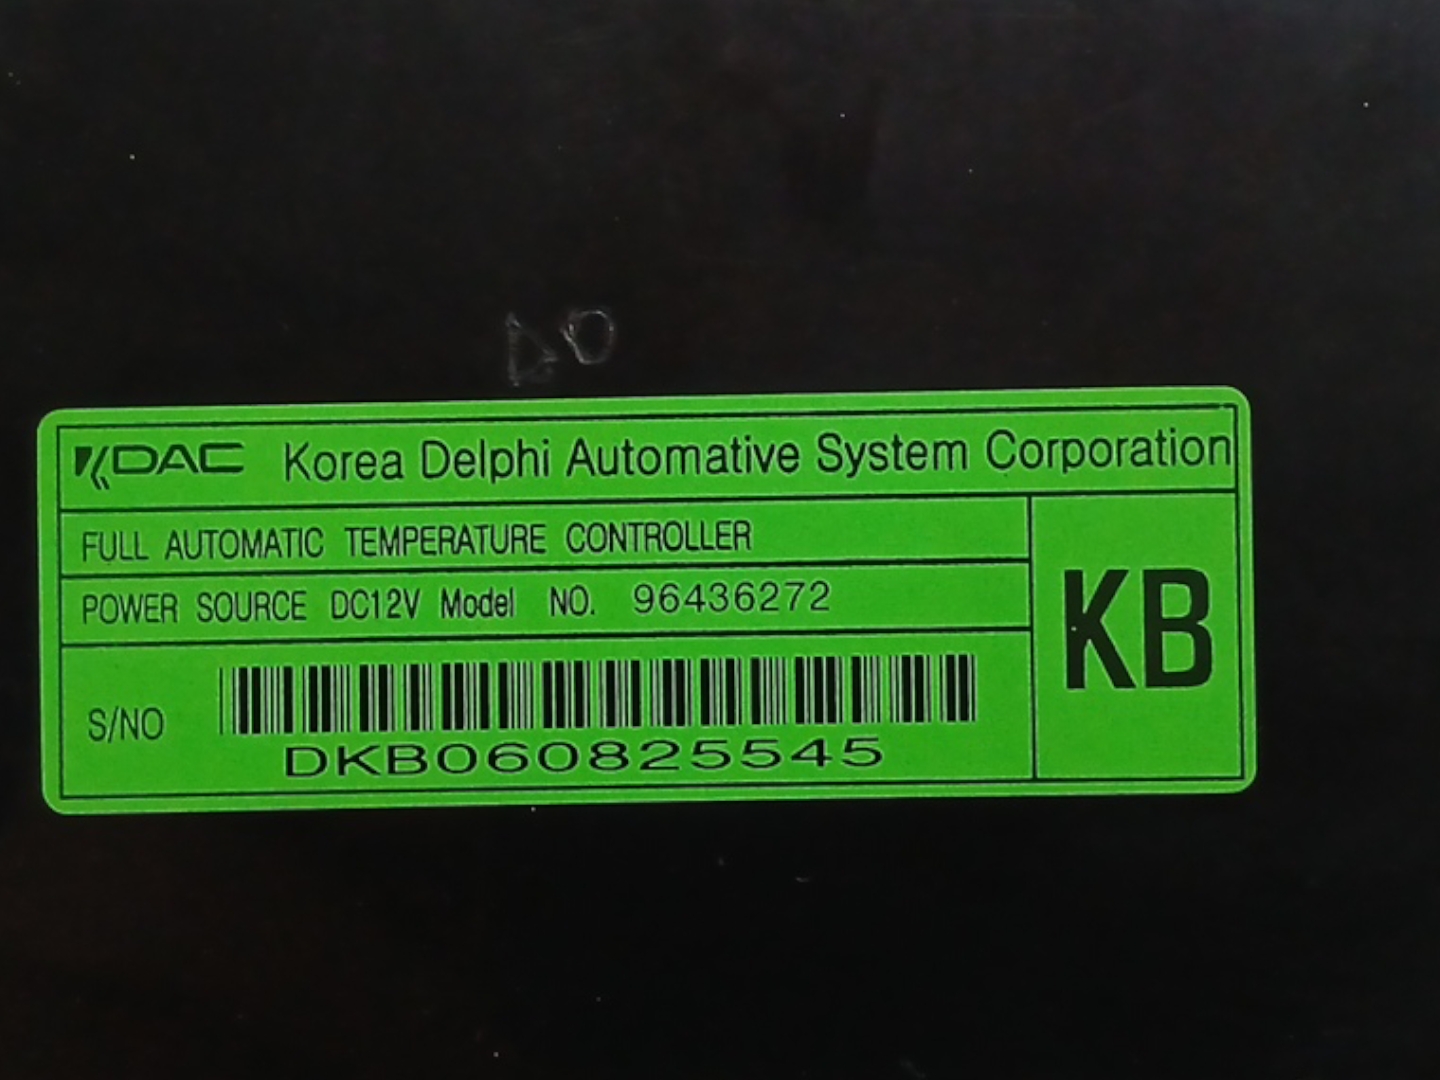 KDAC Korea Delphi Automative System Corporation
FULL AUTOMATIC TEMPERATURE CONTROLLER
POWER SOURCE DC12V Model NO. 96436272
KB
S/NO
DKB060825545